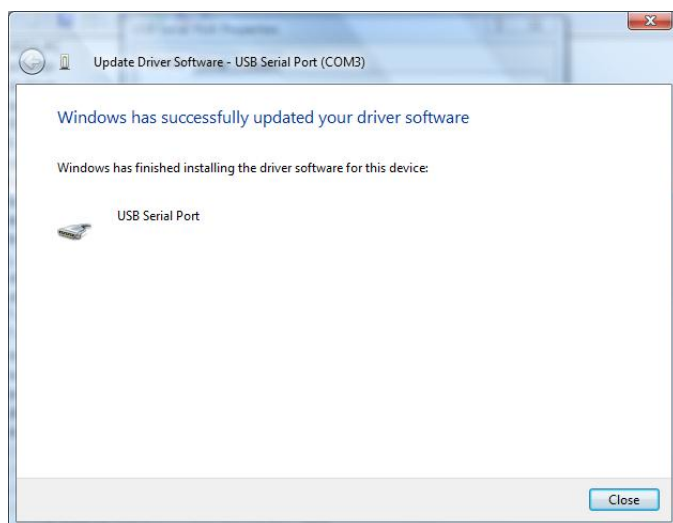 Update Driver Software - USB Serial Port (COM3)
Windows has successfully updated your driver software
Windows has finished installing the driver software for this device:
USB Serial Port
Close